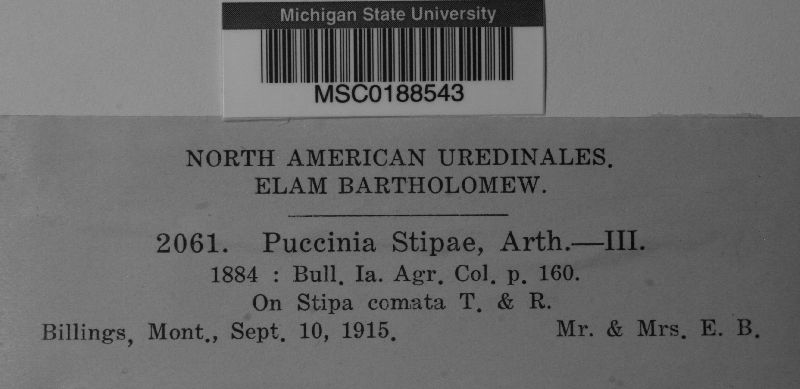 Michigan State University
MSC0188543
NORTH AMERICAN UREDINALES.
ELAM BARTHOLOMEW.
2061. Puccinia Stipae, Arth.—III.
1884 : Bull. Ia. Agr. Col. p. 160.
On Stipa comata T. & R.
Billings, Mont., Sept. 10, 1915. Mr. & Mrs. E. B.